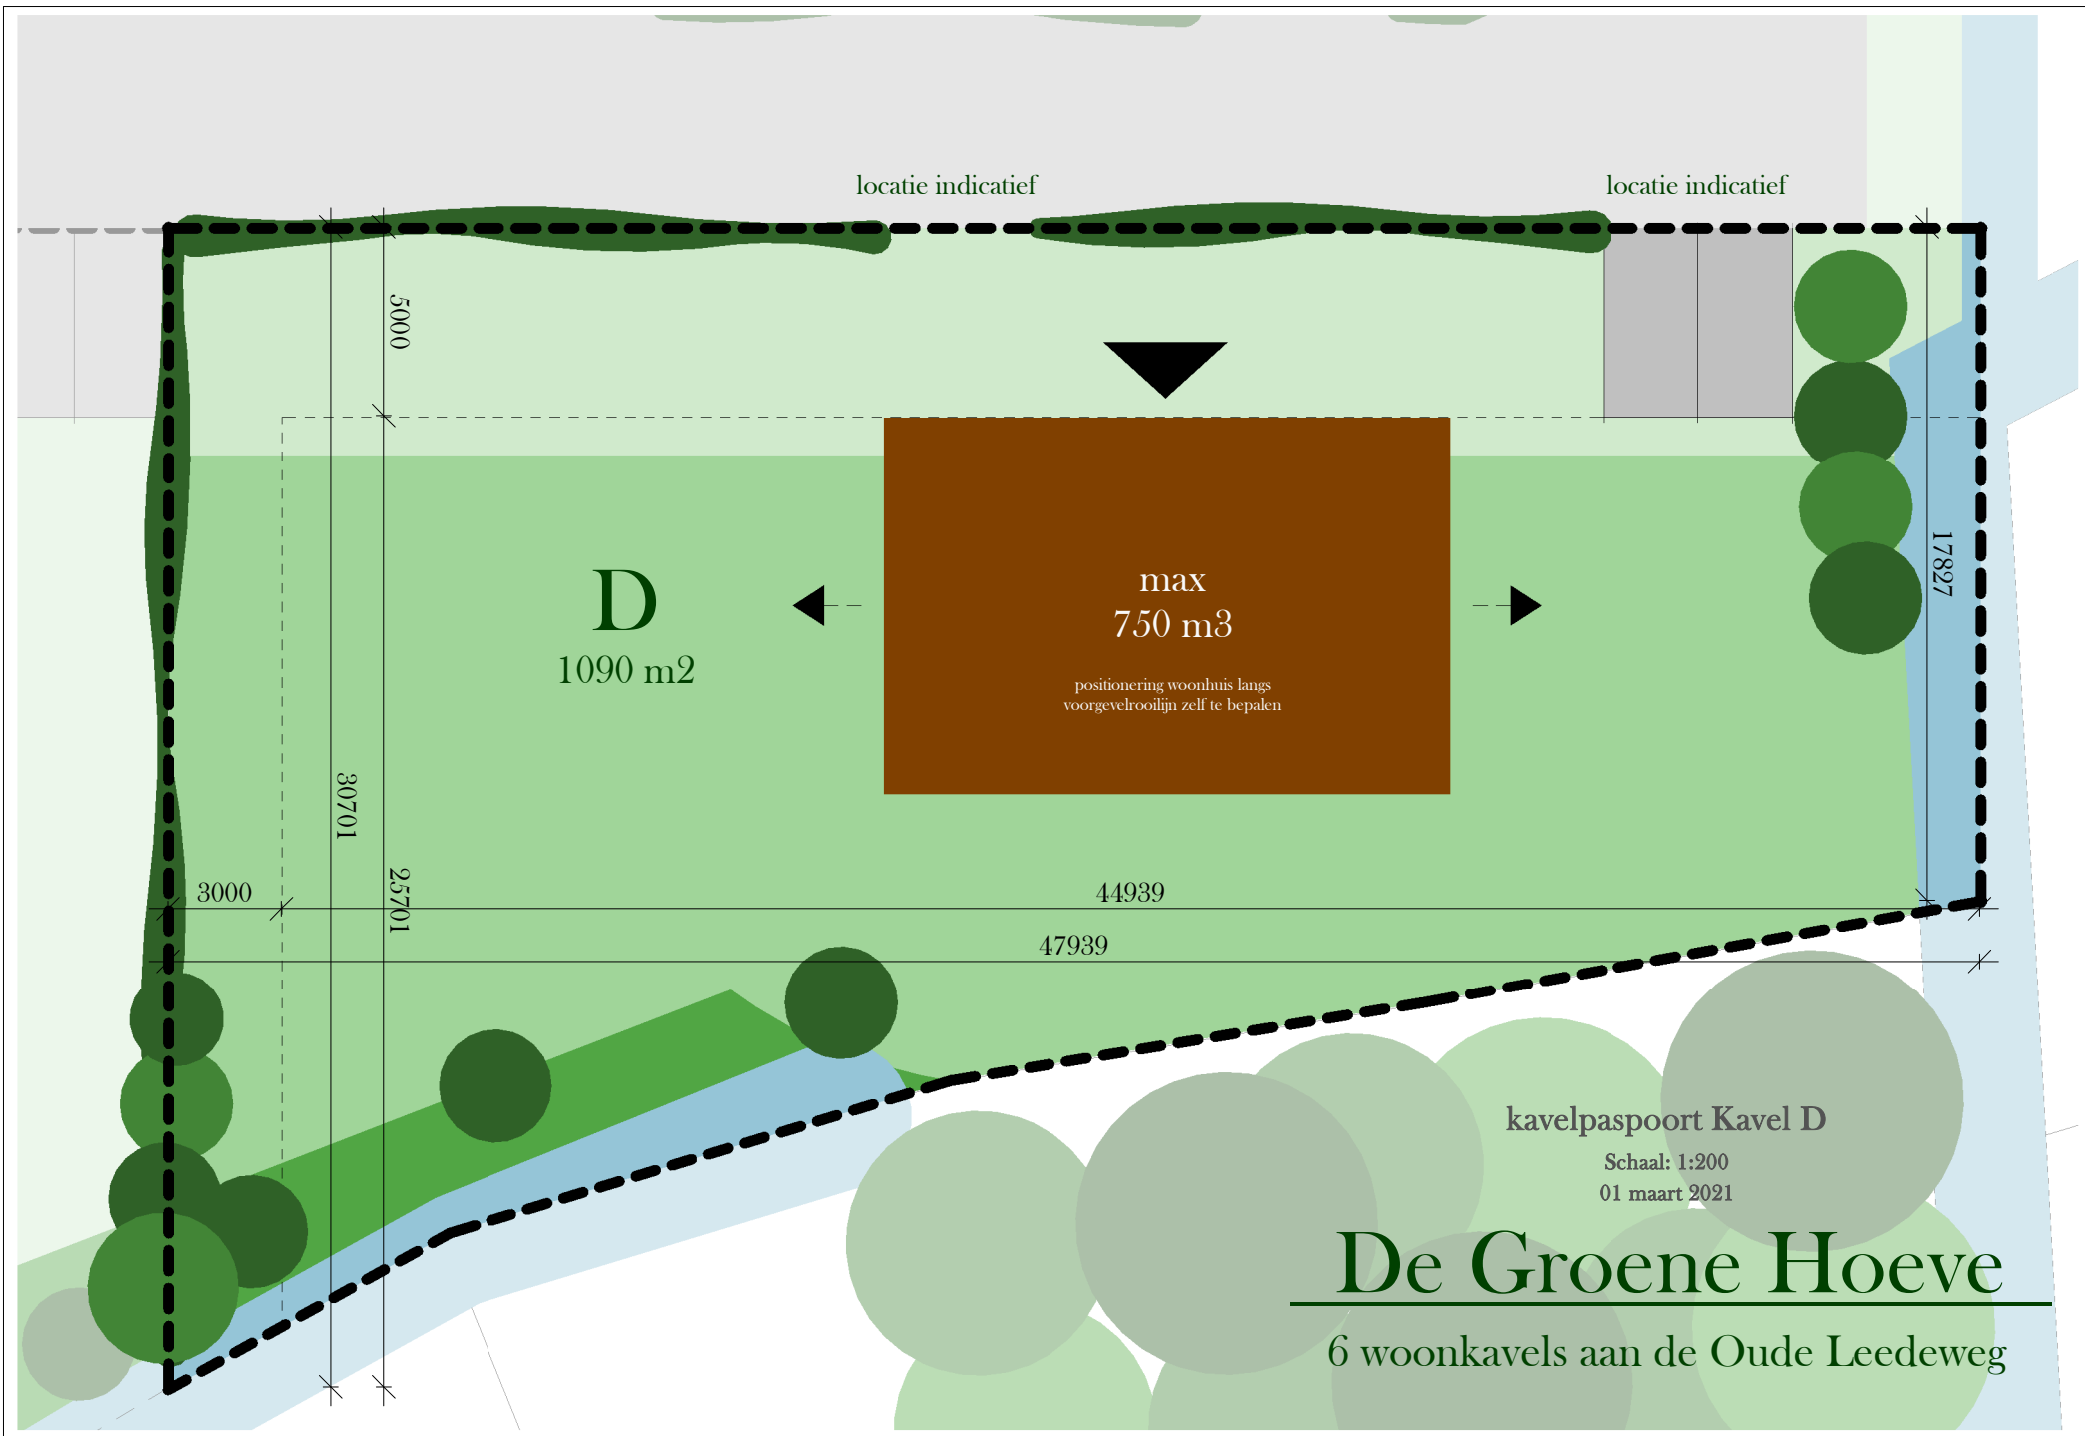 locatie indicatief
locatie indicatief
5000
17827
D
1090 m2
max
750 m3
positionering woonhuis langs
voorgevelrooilijn zelf te bepalen
30701
25701
3000
44939
47939
kavelpaspoort Kavel D
Schaal: 1:200
01 maart 2021
De Groene Hoeve
6 woonkavels aan de Oude Leedeweg